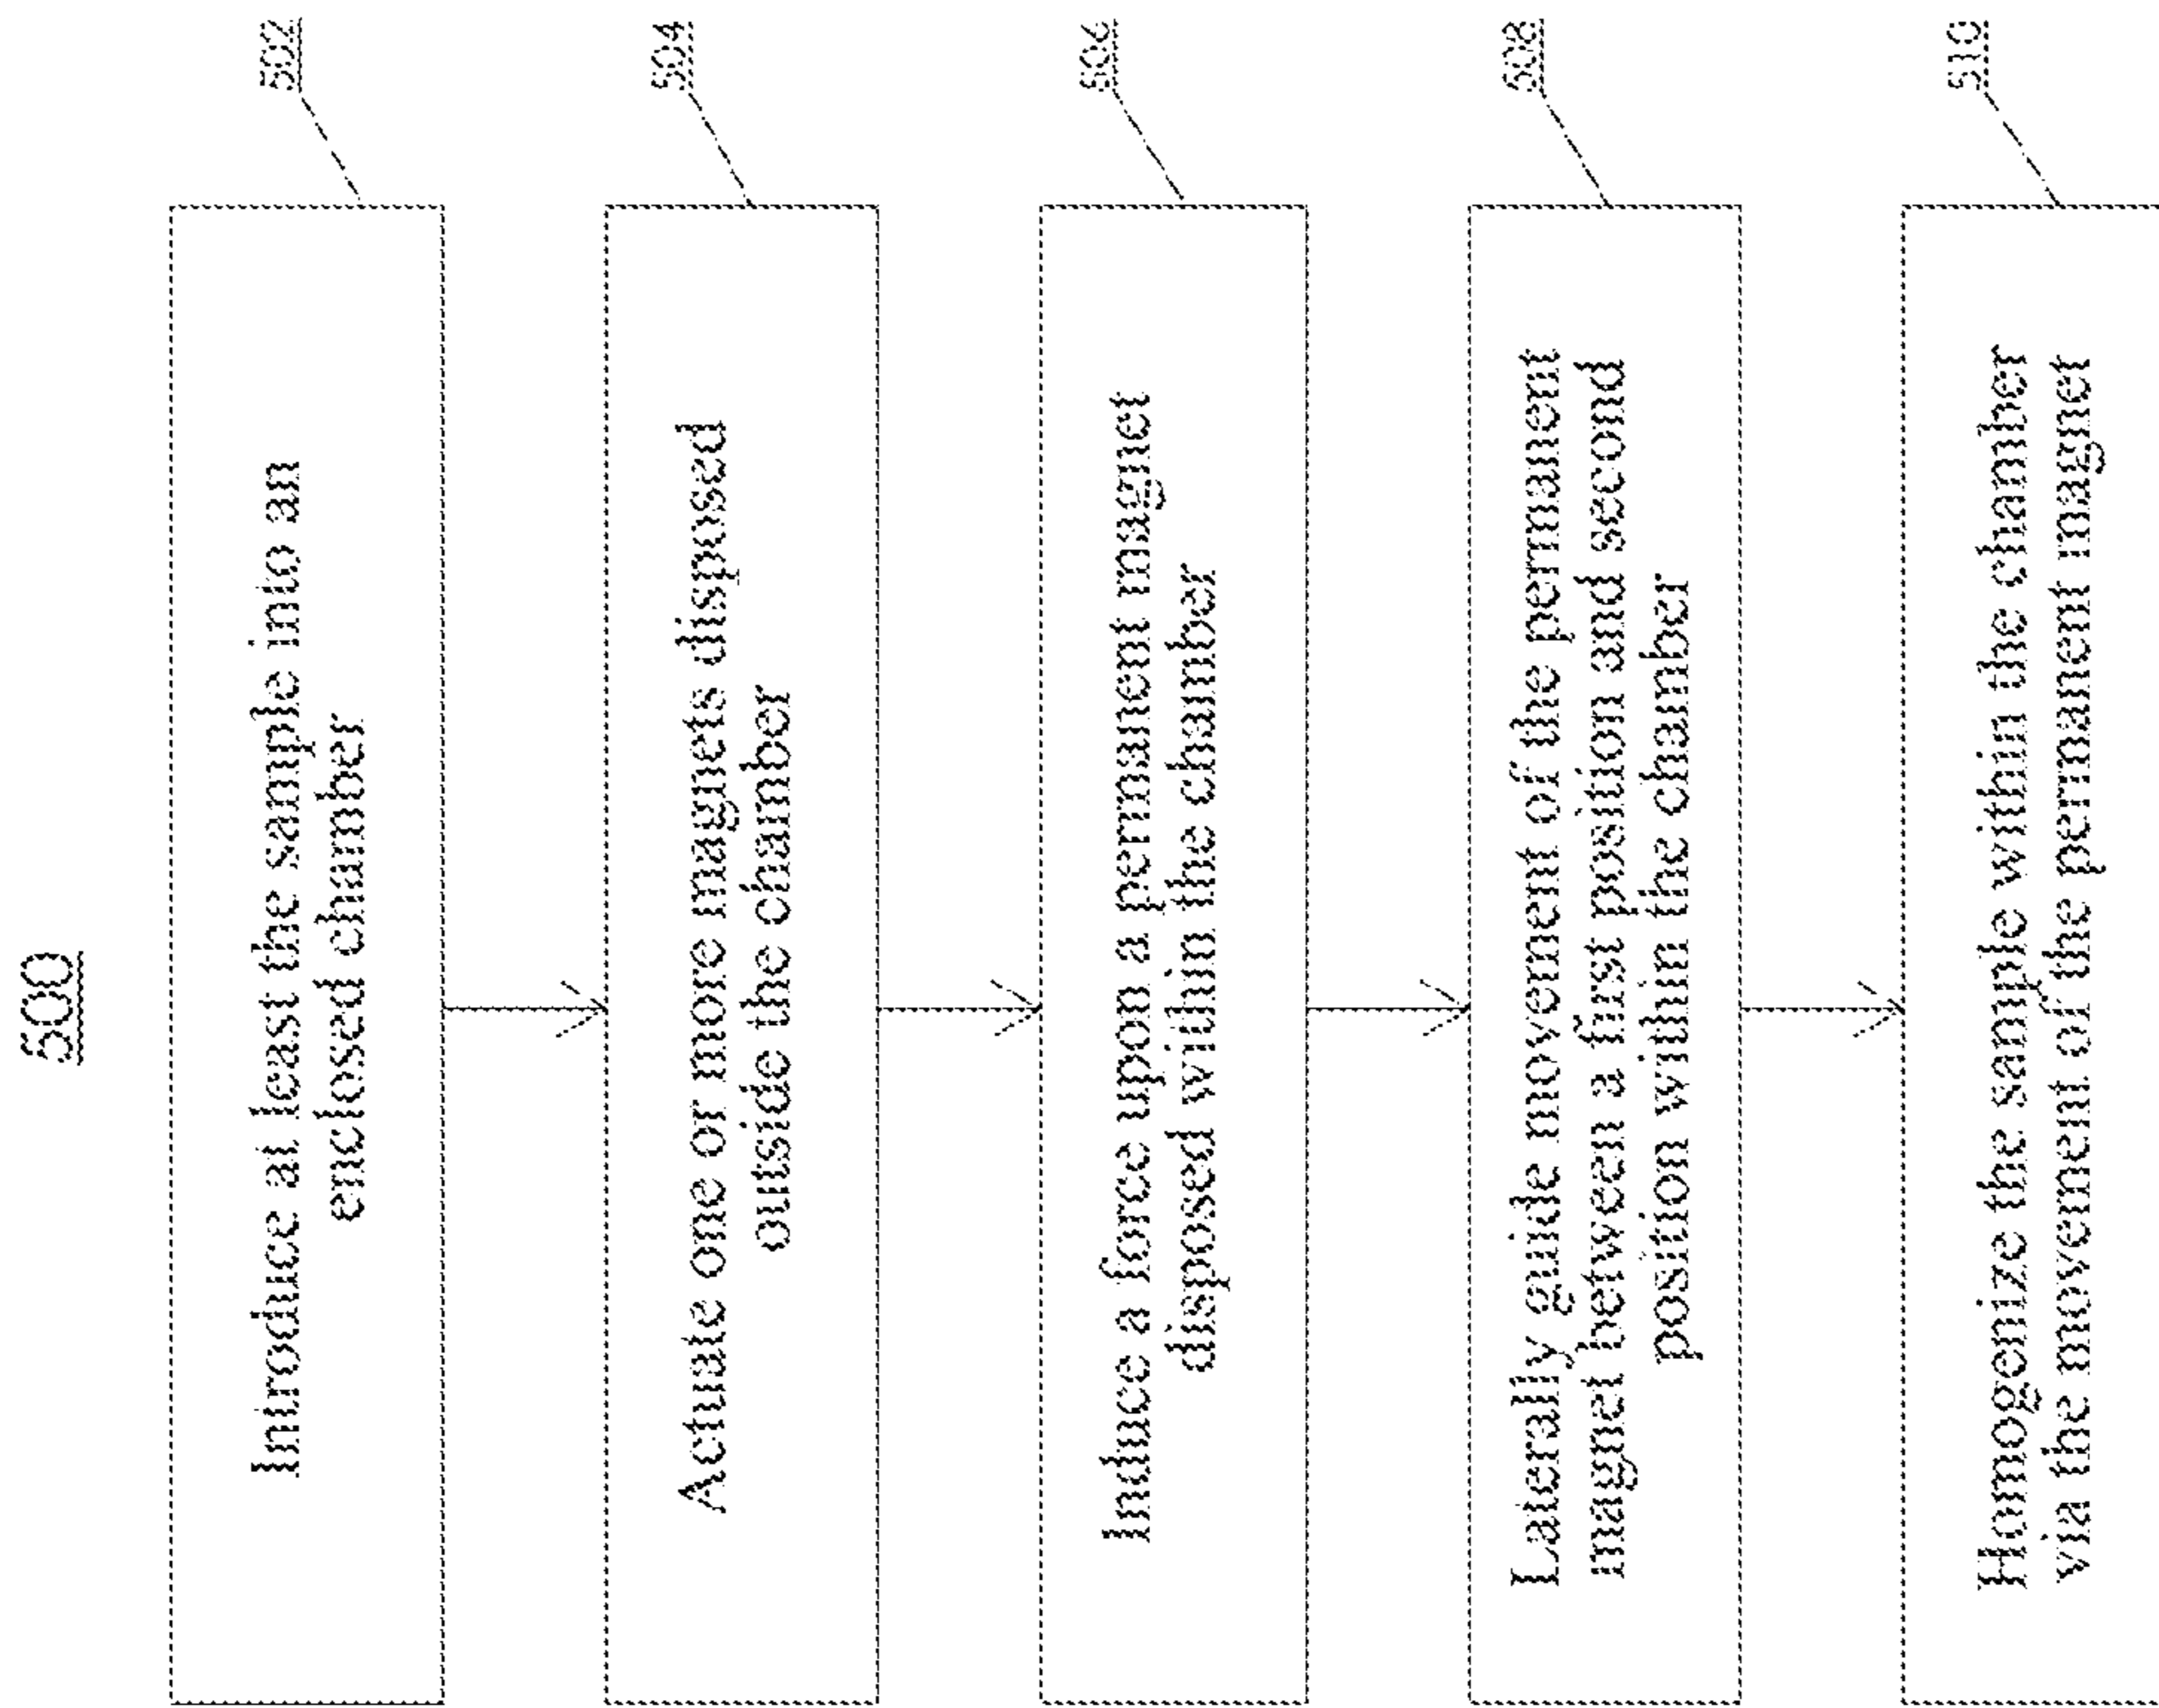 500
Introduce at least the sample into an
enclosed chamber
502
Actuate one or more magnets disposed
outside the chamber
504
Induce a force upon a permanent magnet
disposed within the chamber
506
Laterally guide movement of the permanent
magnet between a first position and second
position within the chamber
508
Homogenize the sample within the chamber
via the movement of the permanent magnet
510